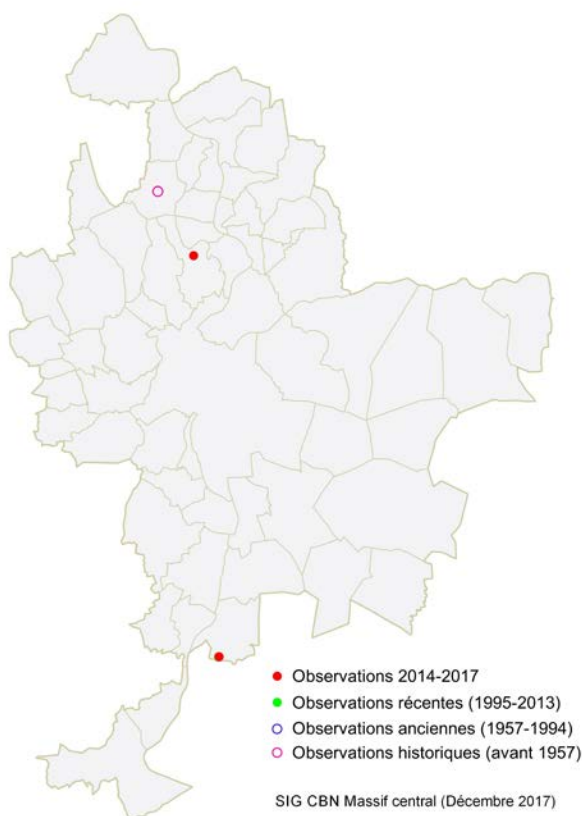 Observations 2014-2017
Observations récentes (1995-2013)
Observations anciennes (1957-1994)
Observations historiques (avant 1957)
SIG CBN Massif central (Décembre 2017)